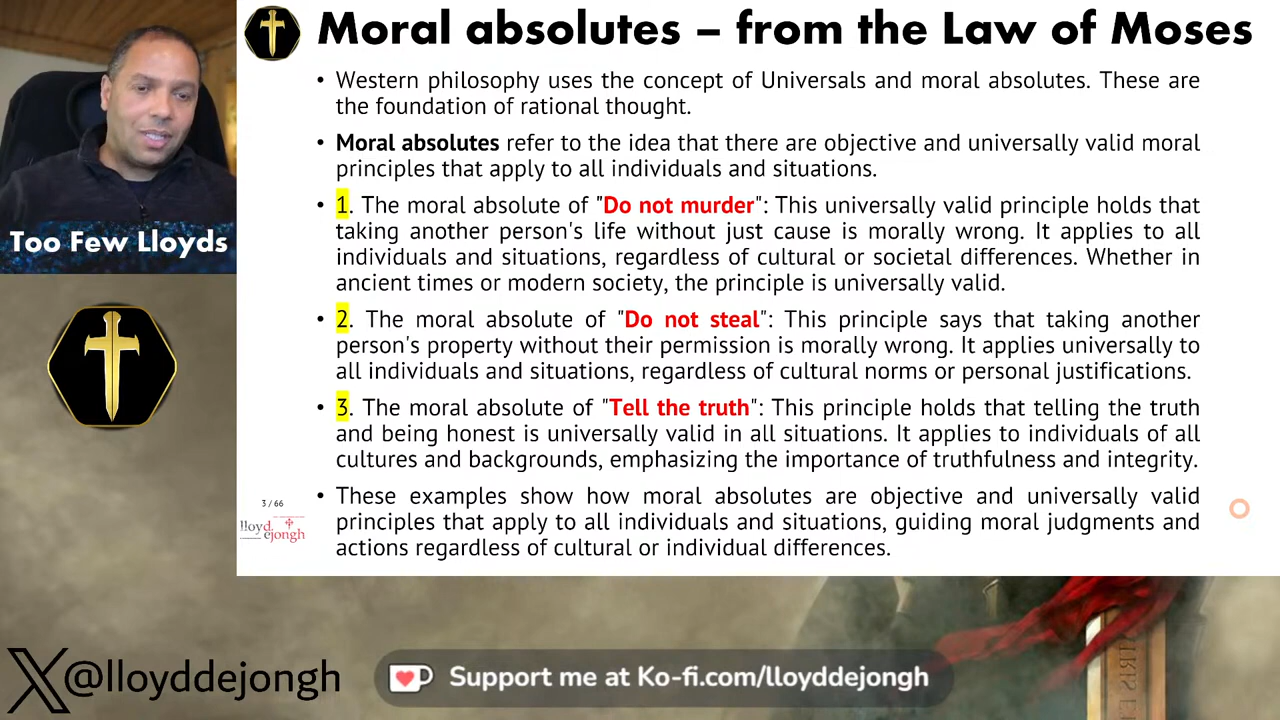 Moral absolutes – from the Law of Moses
• Western philosophy uses the concept of Universals and moral absolutes. These are
the foundation of rational thought.
• Moral absolutes refer to the idea that there are objective and universally valid moral
principles that apply to all individuals and situations.
• 1. The moral absolute of "Do not murder": This universally valid principle holds that
taking another person's life without just cause is morally wrong. It applies to all
individuals and situations, regardless of cultural or societal differences. Whether in
ancient times or modern society, the principle is universally valid.
• 2. The moral absolute of "Do not steal": This principle says that taking another
person's property without their permission is morally wrong. It applies universally to
all individuals and situations, regardless of cultural norms or personal justifications.
• 3. The moral absolute of "Tell the truth": This principle holds that telling the truth
and being honest is universally valid in all situations. It applies to individuals of all
cultures and backgrounds, emphasizing the importance of truthfulness and integrity.
• These examples show how moral absolutes are objective and universally valid
principles that apply to all individuals and situations, guiding moral judgments and
actions regardless of cultural or individual differences.
3 / 66
lloyd
dejongh
Too Few Lloyds
X@lloyddejongh
Support me at Ko-fi.com/lloyddejongh